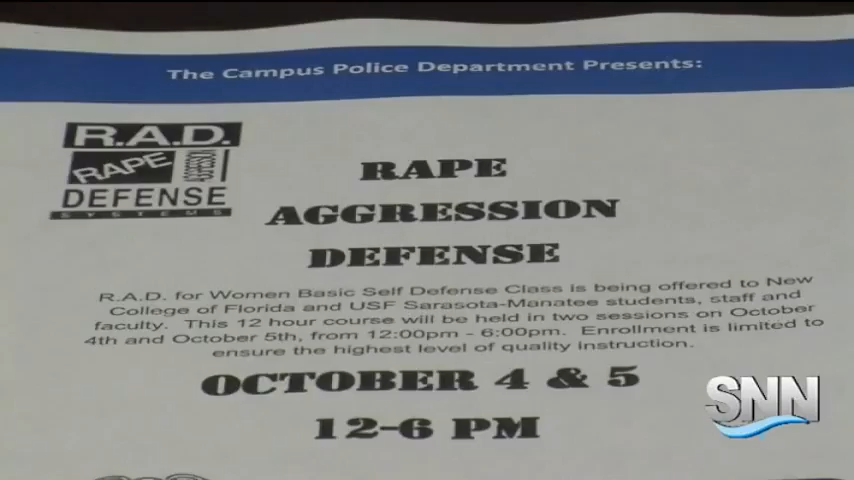 The Campus Police Department Presents:
R.A.D.
RAPE
AGGRESSION
DEFENSE
SYSTEMS
RAPE
AGGRESSION
DEFENSE
R.A.D. for Women Basic Self Defense Class is being offered to New
College of Florida and USF Sarasota-Manatee students, staff and
faculty. This 12 hour course will be held in two sessions on October
4th and October 5th, from 12:00pm - 6:00pm. Enrollment is limited to
ensure the highest level of quality instruction.
OCTOBER 4 & 5
12-6 PM
SNN